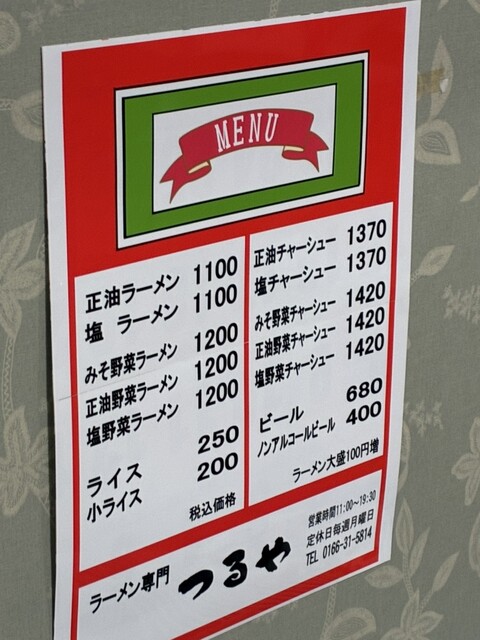 MENU
正油ラーメン 1100
塩 ラーメン 1100
みそ野菜ラーメン 1200
正油野菜ラーメン 1200
塩野菜ラーメン 1200
ライス 250
小ライス 200
税込価格
正油チャーシュー 1370
塩チャーシュー 1370
みそ野菜チャーシュー 1420
正油野菜チャーシュー 1420
塩野菜チャーシュー 1420
ビール 680
ノンアルコールビール 400
ラーメン大盛100円増
ラーメン専門 つるや
営業時間11:00～19:30
定休日毎週月曜日
TEL 0166-31-5814